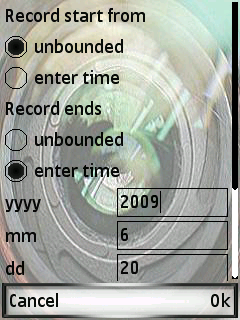 Record start from
unbounded
enter time
Record ends
unbounded
enter time
yyyy 2009
mm 6
dd 20
Cancel Ok